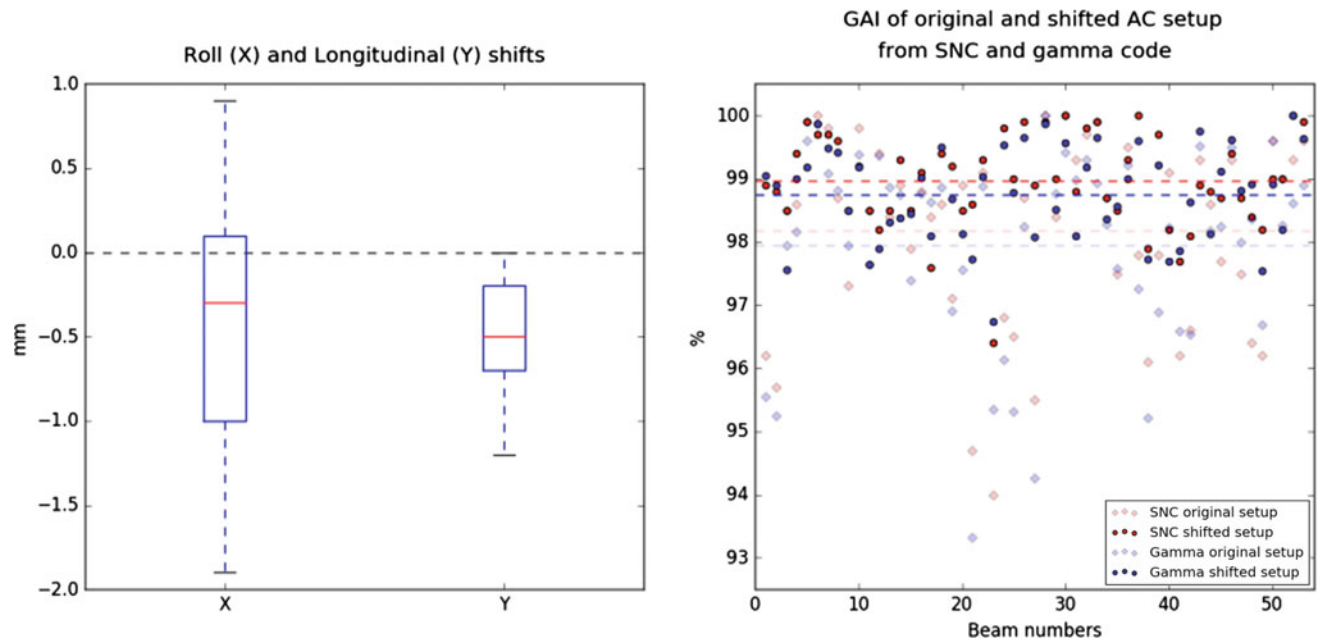 Roll (X) and Longitudinal (Y) shifts
1.0
0.5
0.0
−0.5
−1.0
−1.5
−2.0
mm
X
Y
GAI of original and shifted AC setup
from SNC and gamma code
100
99
98
97
96
95
94
93
%
0
10
20
30
40
50
Beam numbers
SNC original setup
SNC shifted setup
Gamma original setup
Gamma shifted setup